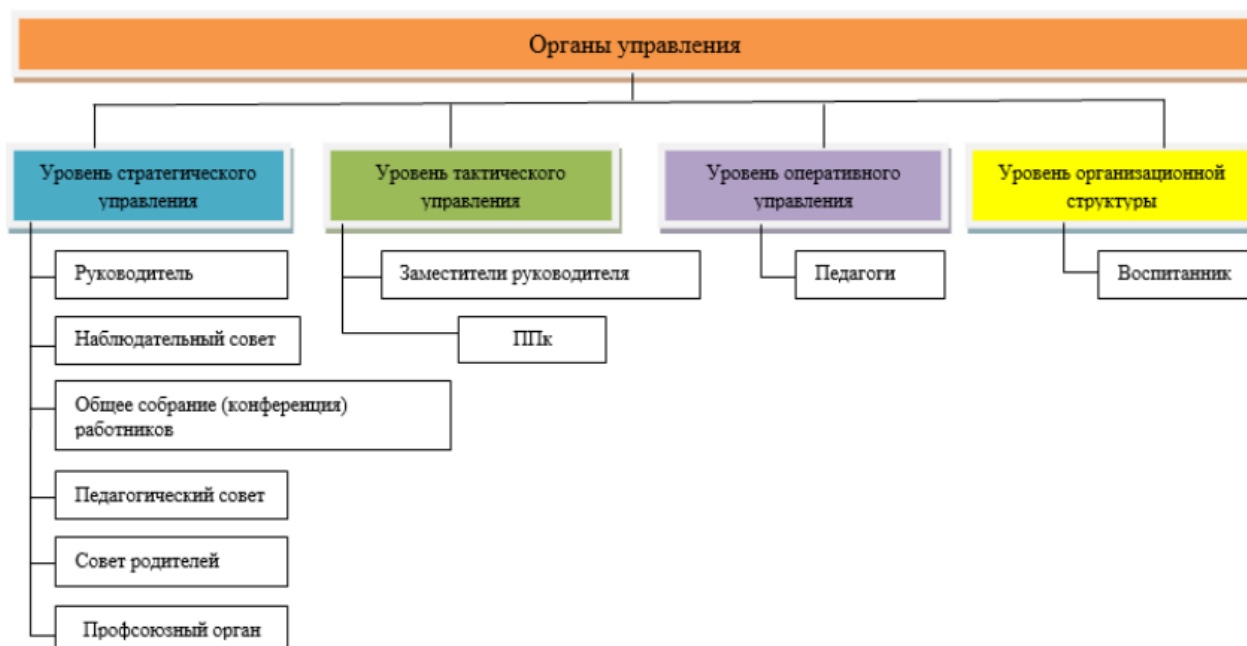 Органы управления
Уровень стратегического
управления
Руководитель
Наблюдательный совет
Общее собрание (конференция)
работников
Педагогический совет
Совет родителей
Профсоюзный орган
Уровень тактического
управления
Заместители руководителя
ППк
Уровень оперативного
управления
Педагоги
Уровень организационной
структуры
Воспитанник